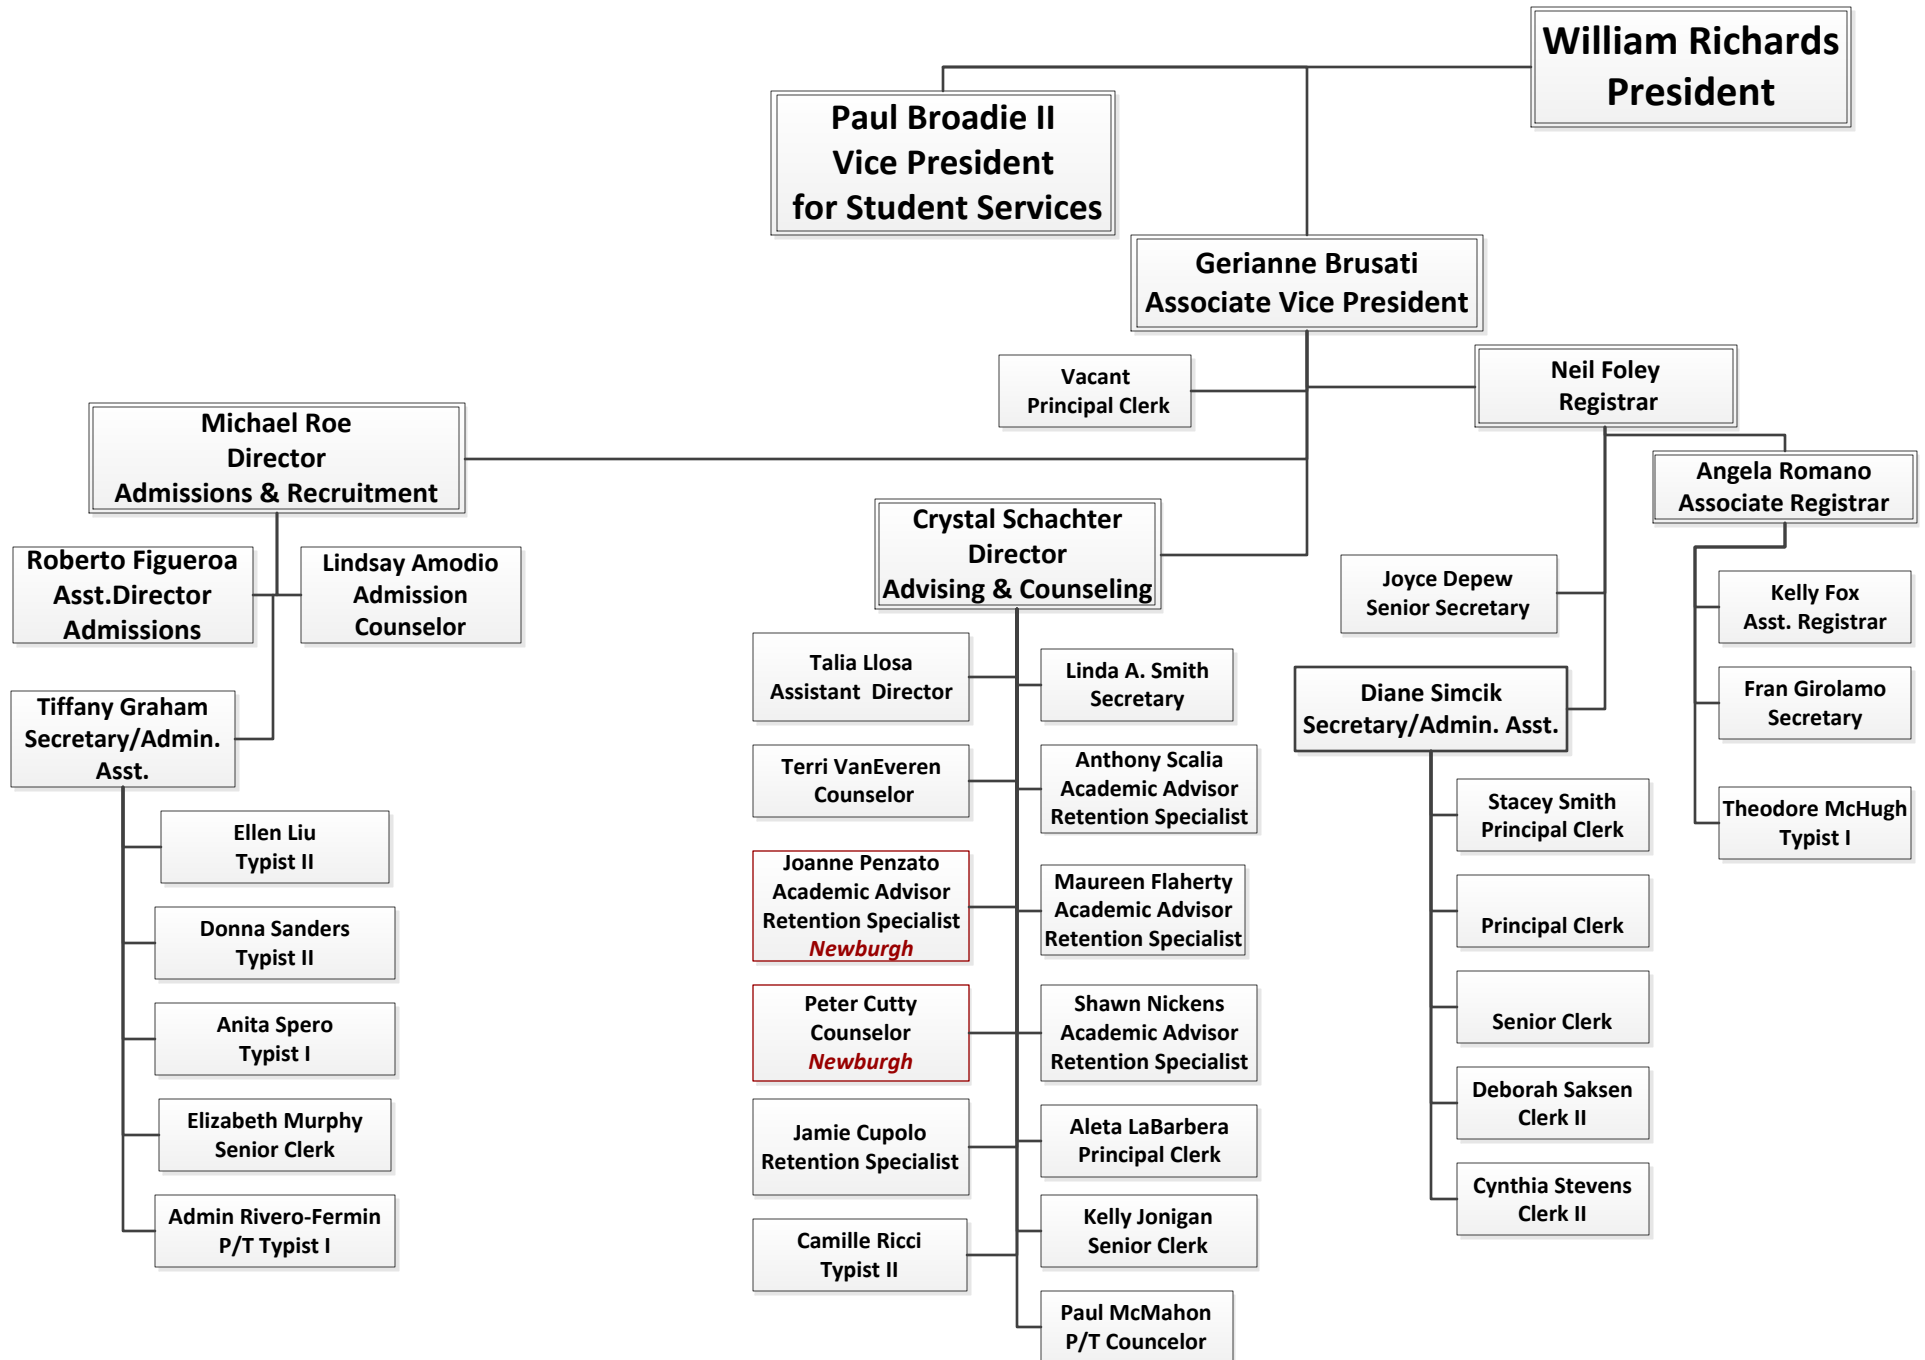 William Richards
President
Paul Broadie II
Vice President
for Student Services
Gerianne Brusati
Associate Vice President
Vacant
Principal Clerk
Neil Foley
Registrar
Michael Roe
Director
Admissions & Recruitment
Angela Romano
Associate Registrar
Crystal Schachter
Director
Advising & Counseling
Roberto Figueroa
Asst.Director
Admissions
Lindsay Amodio
Admission
Counselor
Tiffany Graham
Secretary/Admin.
Asst.
Ellen Liu
Typist II
Donna Sanders
Typist II
Anita Spero
Typist I
Elizabeth Murphy
Senior Clerk
Admin Rivero-Fermin
P/T Typist I
Talia Llosa
Assistant  Director
Linda A. Smith
Secretary
Terri VanEveren
Counselor
Anthony Scalia
Academic Advisor
Retention Specialist
Joanne Penzato
Academic Advisor
Retention Specialist
Newburgh
Maureen Flaherty
Academic Advisor
Retention Specialist
Peter Cutty
Counselor
Newburgh
Shawn Nickens
Academic Advisor
Retention Specialist
Jamie Cupolo
Retention Specialist
Aleta LaBarbera
Principal Clerk
Camille Ricci
Typist II
Kelly Jonigan
Senior Clerk
Paul McMahon
P/T Councelor
Joyce Depew
Senior Secretary
Diane Simcik
Secretary/Admin. Asst.
Stacey Smith
Principal Clerk
Principal Clerk
Senior Clerk
Deborah Saksen
Clerk II
Cynthia Stevens
Clerk II
Kelly Fox
Asst. Registrar
Fran Girolamo
Secretary
Theodore McHugh
Typist I